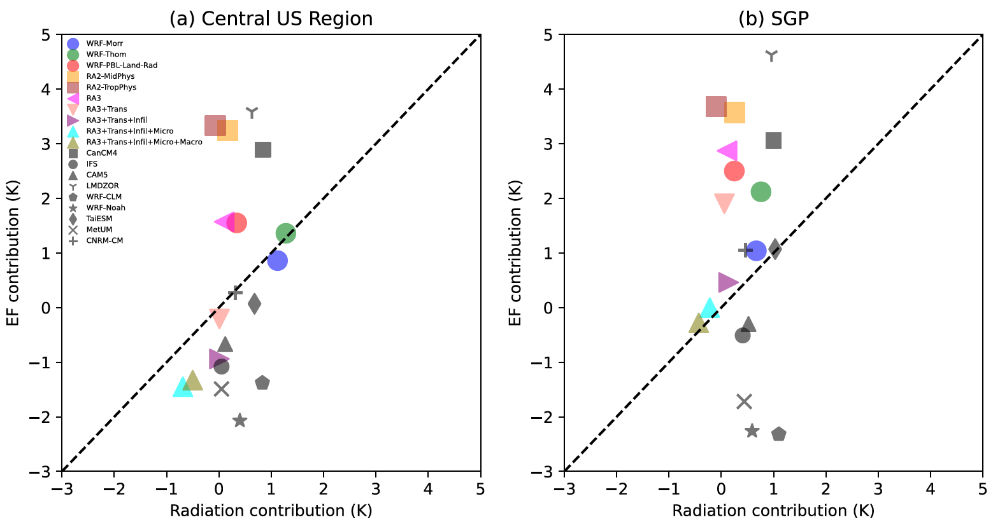 (a) Central US Region
(b) SGP
5
4
3
2
1
0
−1
−2
−3
EF contribution (K)
WRF-Morr
WRF-Thom
WRF-PBL-Land-Rad
RA2-MidPhys
RA2-TropPhys
RA3
RA3+Trans
RA3+Trans+Infil
RA3+Trans+Infil+Micro
RA3+Trans+Infil+Micro+Macro
CanCM4
IFS
CAM5
LMDZOR
WRF-CLM
WRF-Noah
TaiESM
MetUM
CNRM-CM
−3 −2 −1 0 1 2 3 4 5
Radiation contribution (K)
5
4
3
2
1
0
−1
−2
−3
EF contribution (K)
−3 −2 −1 0 1 2 3 4 5
Radiation contribution (K)